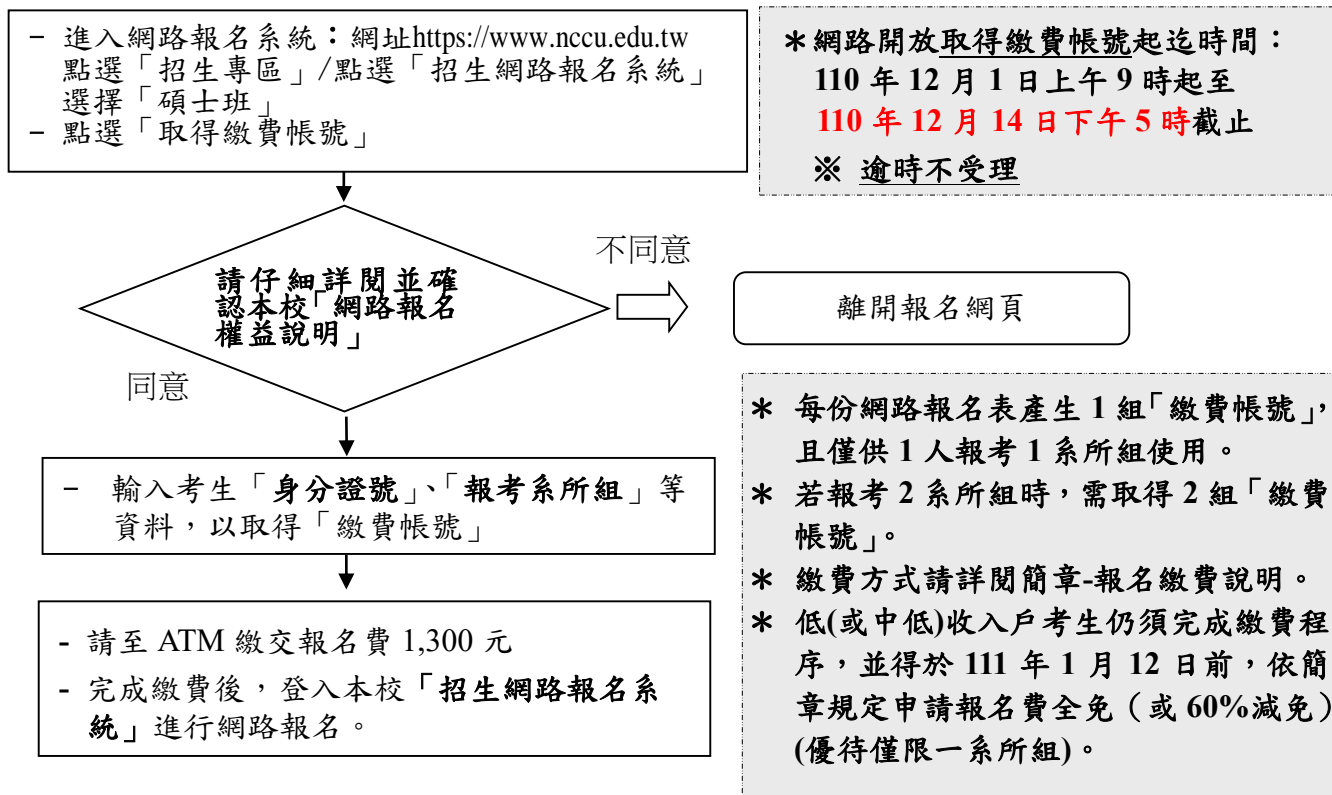 - 進入網路報名系統：網址https://www.nccu.edu.tw
點選「招生專區」/點選「招生網路報名系統」
選擇「碩士班」
- 點選「取得繳費帳號」
＊網路開放取得繳費帳號起迄時間：
110 年 12 月 1 日上午 9 時起至
110 年 12 月 14 日下午 5 時截止
※ 逾時不受理
請仔細詳閱並確
認本校「網路報名
權益說明」
不同意
離開報名網頁
同意
- 輸入考生「身分證號」、「報考系所組」等
資料，以取得「繳費帳號」
- 請至 ATM 繳交報名費 1,300 元
- 完成繳費後，登入本校「招生網路報名系
統」進行網路報名。
＊ 每份網路報名表產生 1 組「繳費帳號」，
且僅供 1 人報考 1 系所組使用。
＊ 若報考 2 系所組時，需取得 2 組「繳費
帳號」。
＊ 繳費方式請詳閱簡章-報名繳費說明。
＊ 低(或中低)收入戶考生仍須完成繳費程
序，並得於 111 年 1 月 12 日前，依簡
章規定申請報名費全免（或 60%減免）
(優待僅限一系所組)。